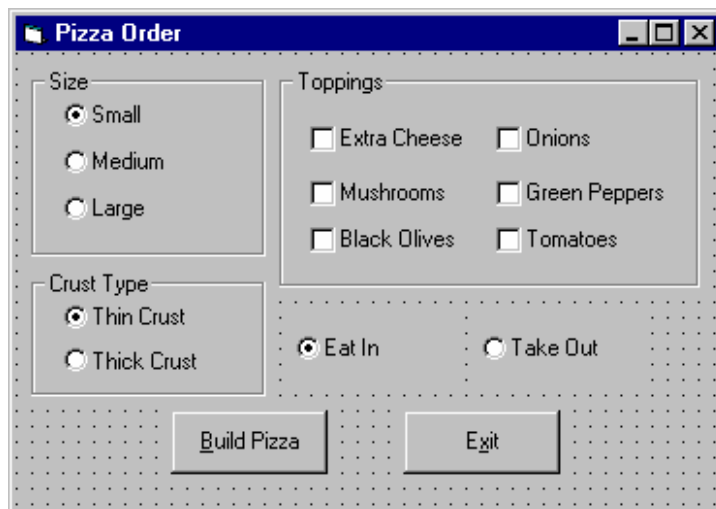 Pizza Order
Size
Small
Medium
Large
Toppings
Extra Cheese
Onions
Mushrooms
Green Peppers
Black Olives
Tomatoes
Crust Type
Thin Crust
Thick Crust
Eat In
Take Out
Build Pizza
Exit